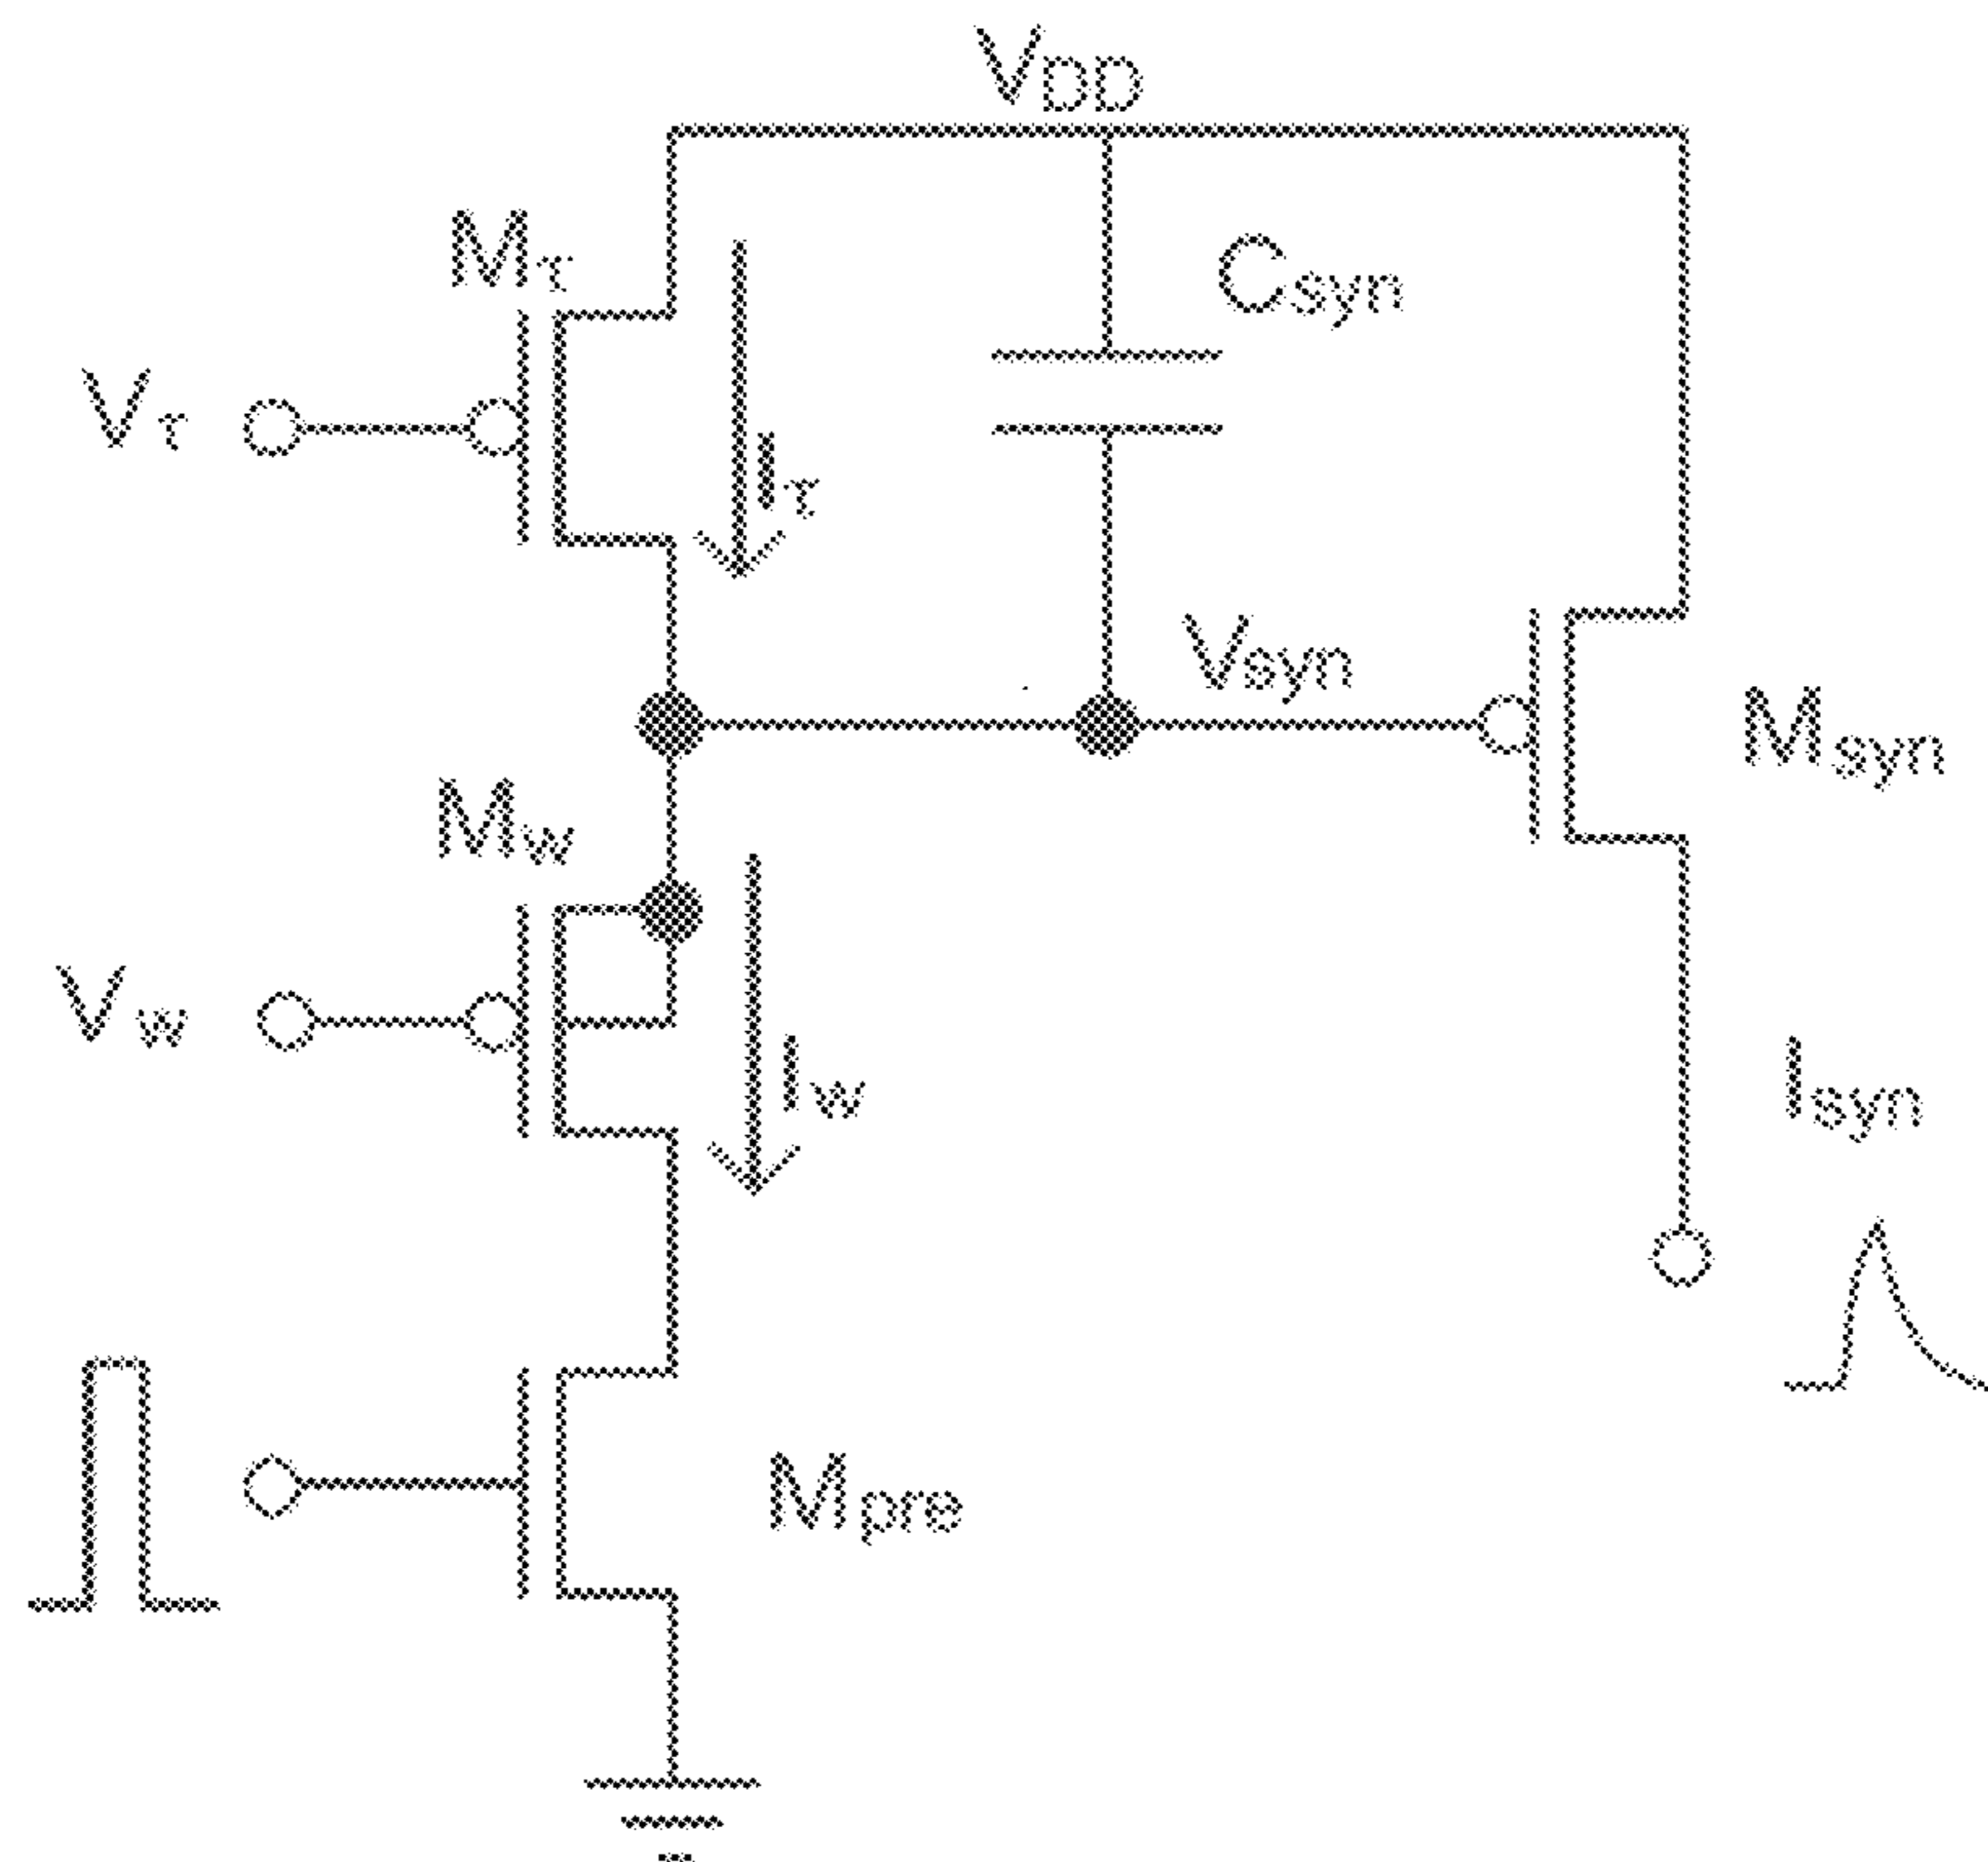 VDD
Mτ
Csyn
Vτ
Iτ
Vsyn
Msyn
Mw
Vw
Iw
Isyn
Mpre